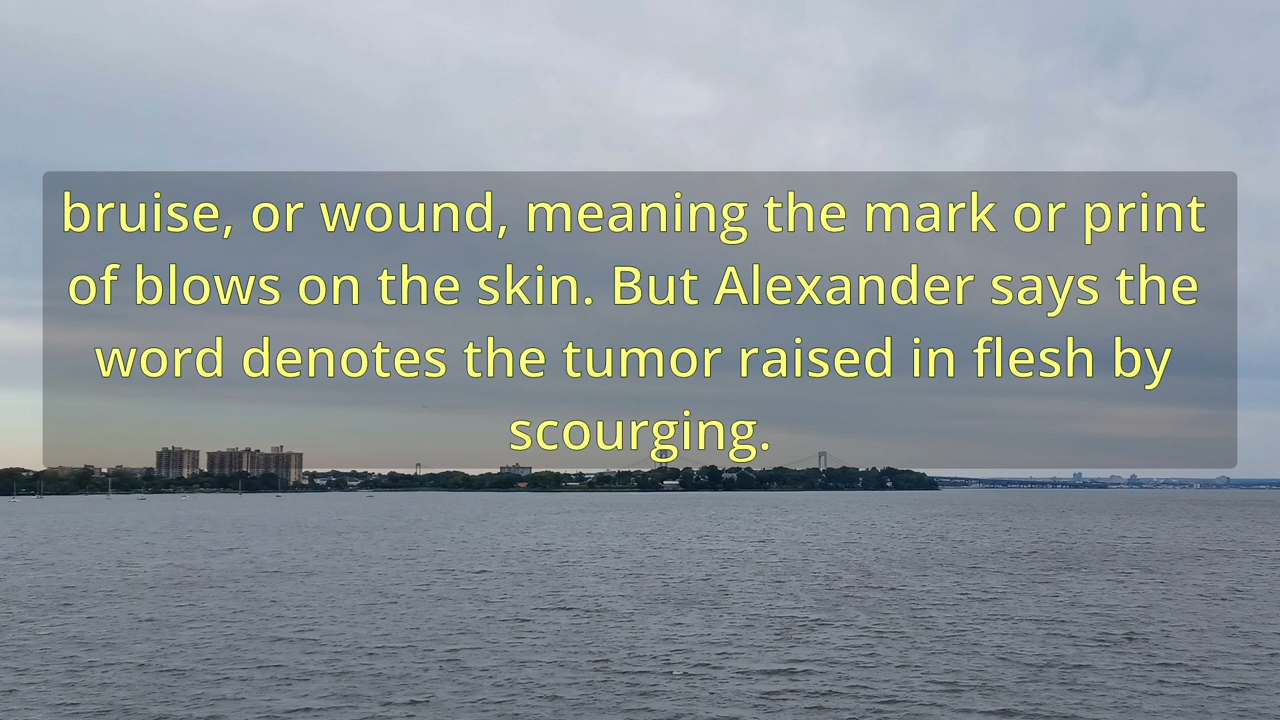 bruise, or wound, meaning the mark or print
of blows on the skin. But Alexander says the
word denotes the tumor raised in flesh by
scourging.